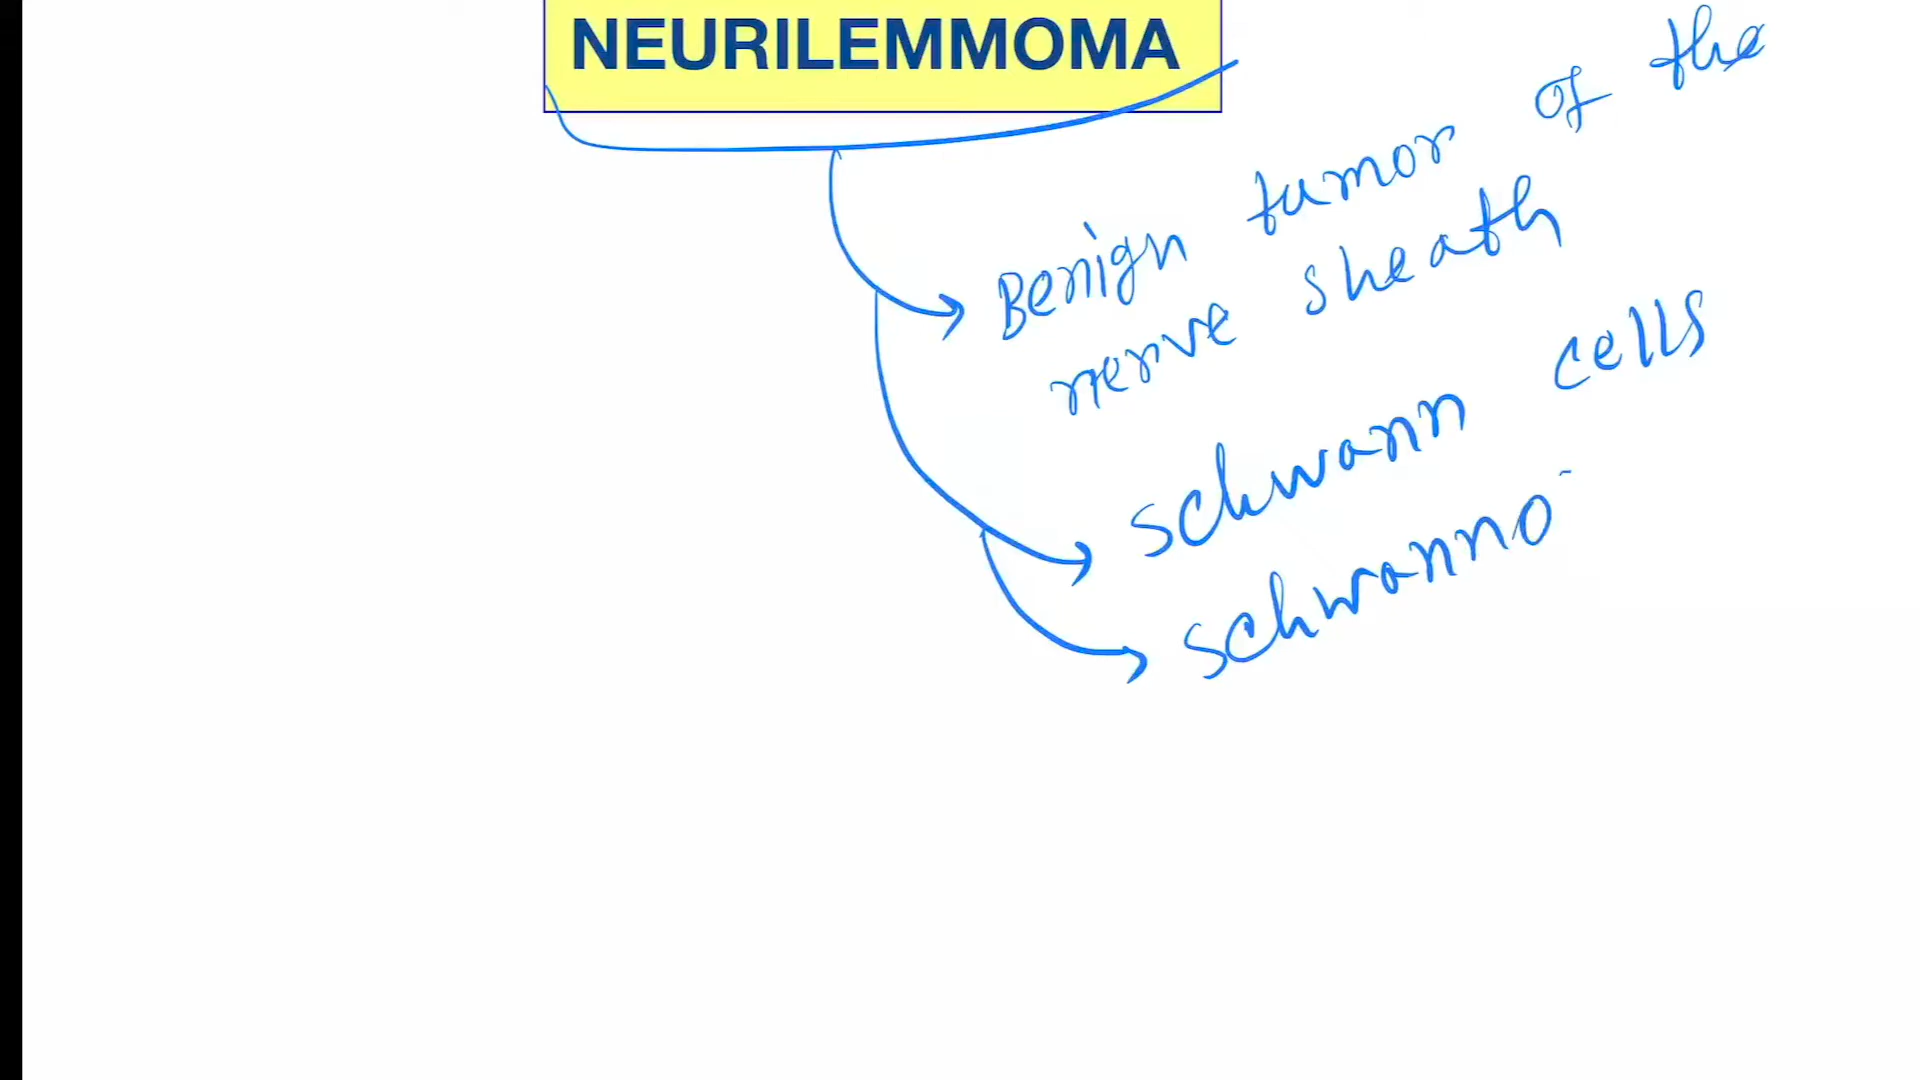 NEURILEMMOMA
Benign tumor of the
nerve sheath
schwann cells
schwanno